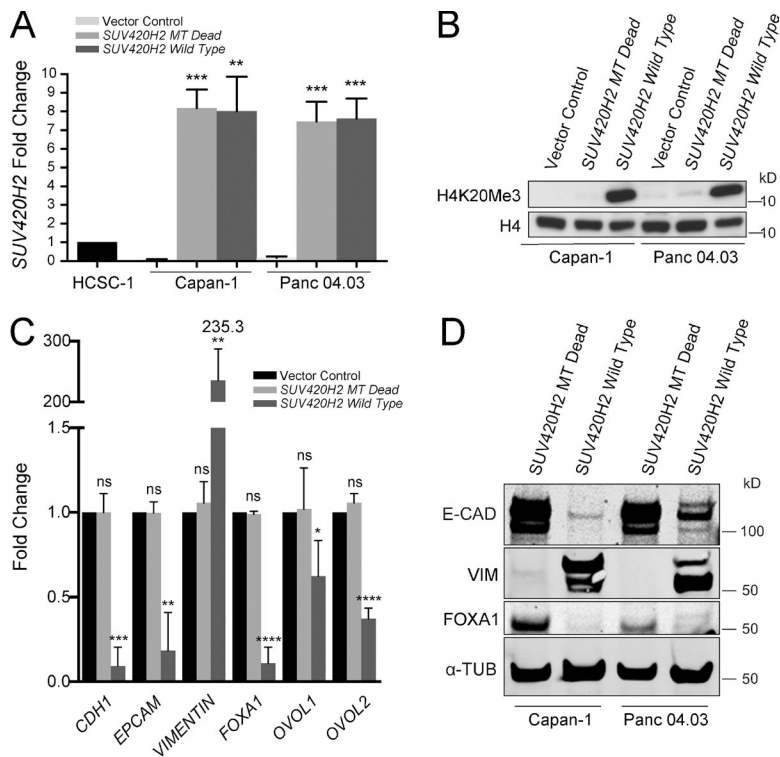 A
Vector Control
SUV420H2 MT Dead
SUV420H2 Wild Type
SUV420H2 Fold Change
10
9
8
7
6
5
4
3
2
1
0
***
**
***
***
HCSC-1
Capan-1
Panc 04.03
B
Vector Control
SUV420H2 MT Dead
SUV420H2 Wild Type
Vector Control
SUV420H2 MT Dead
SUV420H2 Wild Type
kD
H4K20Me3
10
H4
10
Capan-1
Panc 04.03
C
Fold Change
300
200
1.5
1.0
0.5
0.0
235.3
**
Vector Control
SUV420H2 MT Dead
SUV420H2 Wild Type
ns
***
ns
**
ns
ns
****
ns
*
ns
****
CDH1
EPCAM
VIMENTIN
FOXA1
OVOL1
OVOL2
D
SUV420H2 MT Dead
SUV420H2 Wild Type
SUV420H2 MT Dead
SUV420H2 Wild Type
kD
E-CAD
100
VIM
50
FOXA1
50
α-TUB
50
Capan-1
Panc 04.03